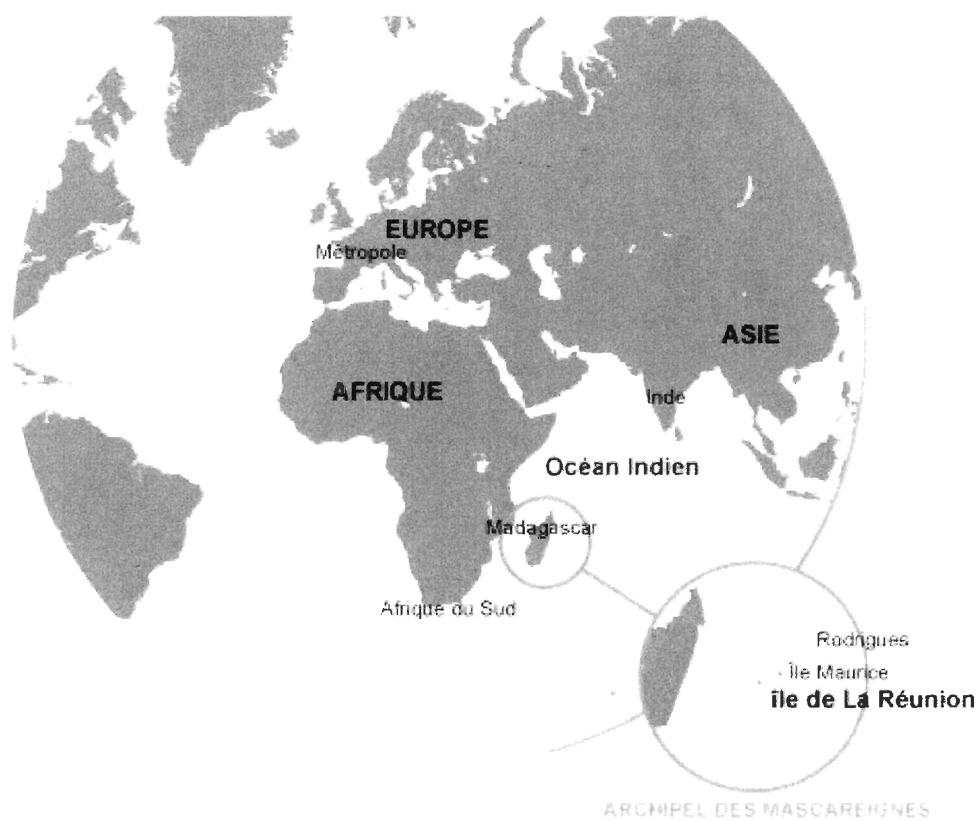 EUROPE
Métropole
ASIE
AFRIQUE
Inde
Océan Indien
Madagascar
Afrique du Sud
Rodrigues
Île Maurice
île de La Réunion
ARCHIPEL DES MASCAREIGNES